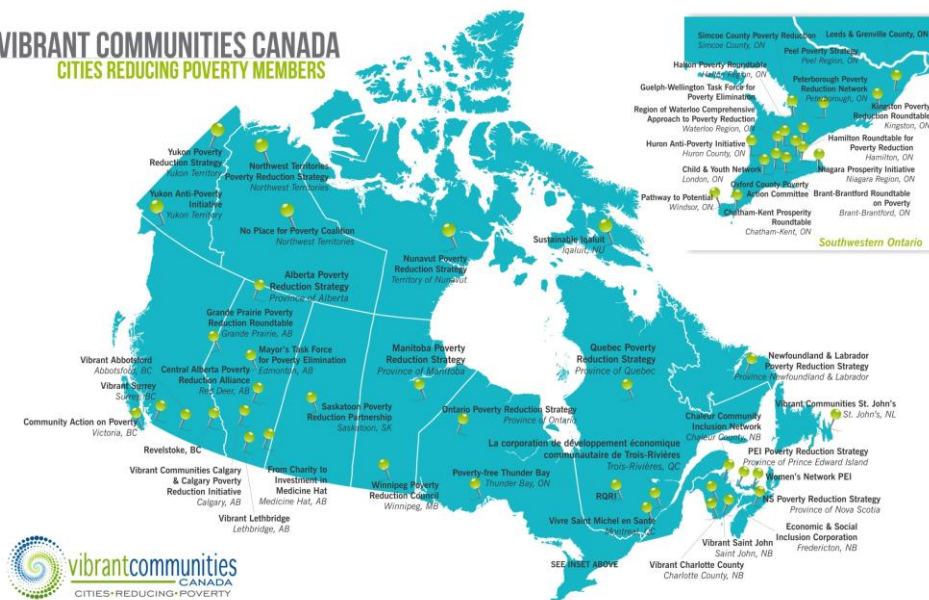 VIBRANT COMMUNITIES CANADA
CITIES REDUCING POVERTY MEMBERS
Simcoe County Poverty Reduction
Simcoe County, ON
Leeds & Grenville County, ON
Peel Poverty Strategy
Peel Region, ON
Halton Poverty Roundtable
Halton Region, ON
Peterborough Poverty
Reduction Network
Peterborough, ON
Guelph-Wellington Task Force for
Poverty Elimination
Kingston Poverty
Reduction Roundtable
Kingston, ON
Region of Waterloo Comprehensive
Approach to Poverty Reduction
Waterloo Region, ON
Hamilton Roundtable for
Poverty Reduction
Hamilton, ON
Huron Anti-Poverty Initiative
Huron County, ON
Child & Youth Network
London, ON
Niagara Prosperity Initiative
Niagara Region, ON
Oxford County Poverty
Action Committee
Pathway to Potential
Windsor, ON
Brant-Brantford Roundtable
on Poverty
Brant-Brantford, ON
Chatham-Kent Prosperity
Roundtable
Chatham-Kent, ON
Southwestern Ontario
Yukon Poverty
Reduction Strategy
Yukon Territory
Northwest Territories
Poverty Reduction Strategy
Northwest Territories
Yukon Anti-Poverty
Initiative
Yukon Territory
No Place for Poverty Coalition
Northwest Territories
Nunavut Poverty
Reduction Strategy
Territory of Nunavut
Sustainable Iqaluit
Iqaluit, NU
Alberta Poverty
Reduction Strategy
Province of Alberta
Grande Prairie Poverty
Reduction Roundtable
Grande Prairie, AB
Mayor's Task Force
for Poverty Elimination
Edmonton, AB
Vibrant Abbotsford
Abbotsford, BC
Central Alberta Poverty
Reduction Alliance
Red Deer, AB
Vibrant Surrey
Surrey, BC
Community Action on Poverty
Victoria, BC
Revelstoke, BC
Vibrant Communities Calgary
& Calgary Poverty
Reduction Initiative
Calgary, AB
From Charity to
Investment in
Medicine Hat
Medicine Hat, AB
Vibrant Lethbridge
Lethbridge, AB
Saskatoon Poverty
Reduction Partnership
Saskatoon, SK
Manitoba Poverty
Reduction Strategy
Province of Manitoba
Winnipeg Poverty
Reduction Council
Winnipeg, MB
Ontario Poverty Reduction Strategy
Province of Ontario
Poverty-free Thunder Bay
Thunder Bay, ON
Quebec Poverty
Reduction Strategy
Province of Quebec
La corporation de développement économique
communautaire de Trois-Rivières
Trois-Rivières, QC
RQRI
Vivre Saint Michel en Santé
Montreal, QC
SEE INSET ABOVE
Newfoundland & Labrador
Poverty Reduction Strategy
Province Newfoundland & Labrador
Vibrant Communities St. John's
St. John's, NL
Chaleur Community
Inclusion Network
Chaleur County, NB
PEI Poverty Reduction Strategy
Province of Prince Edward Island
Women's Network PEI
NS Poverty Reduction Strategy
Province of Nova Scotia
Economic & Social
Inclusion Corporation
Fredericton, NB
Vibrant Saint John
Saint John, NB
Vibrant Charlotte County
Charlotte County, NB
vibrantcommunities
CANADA
CITIES•REDUCING•POVERTY